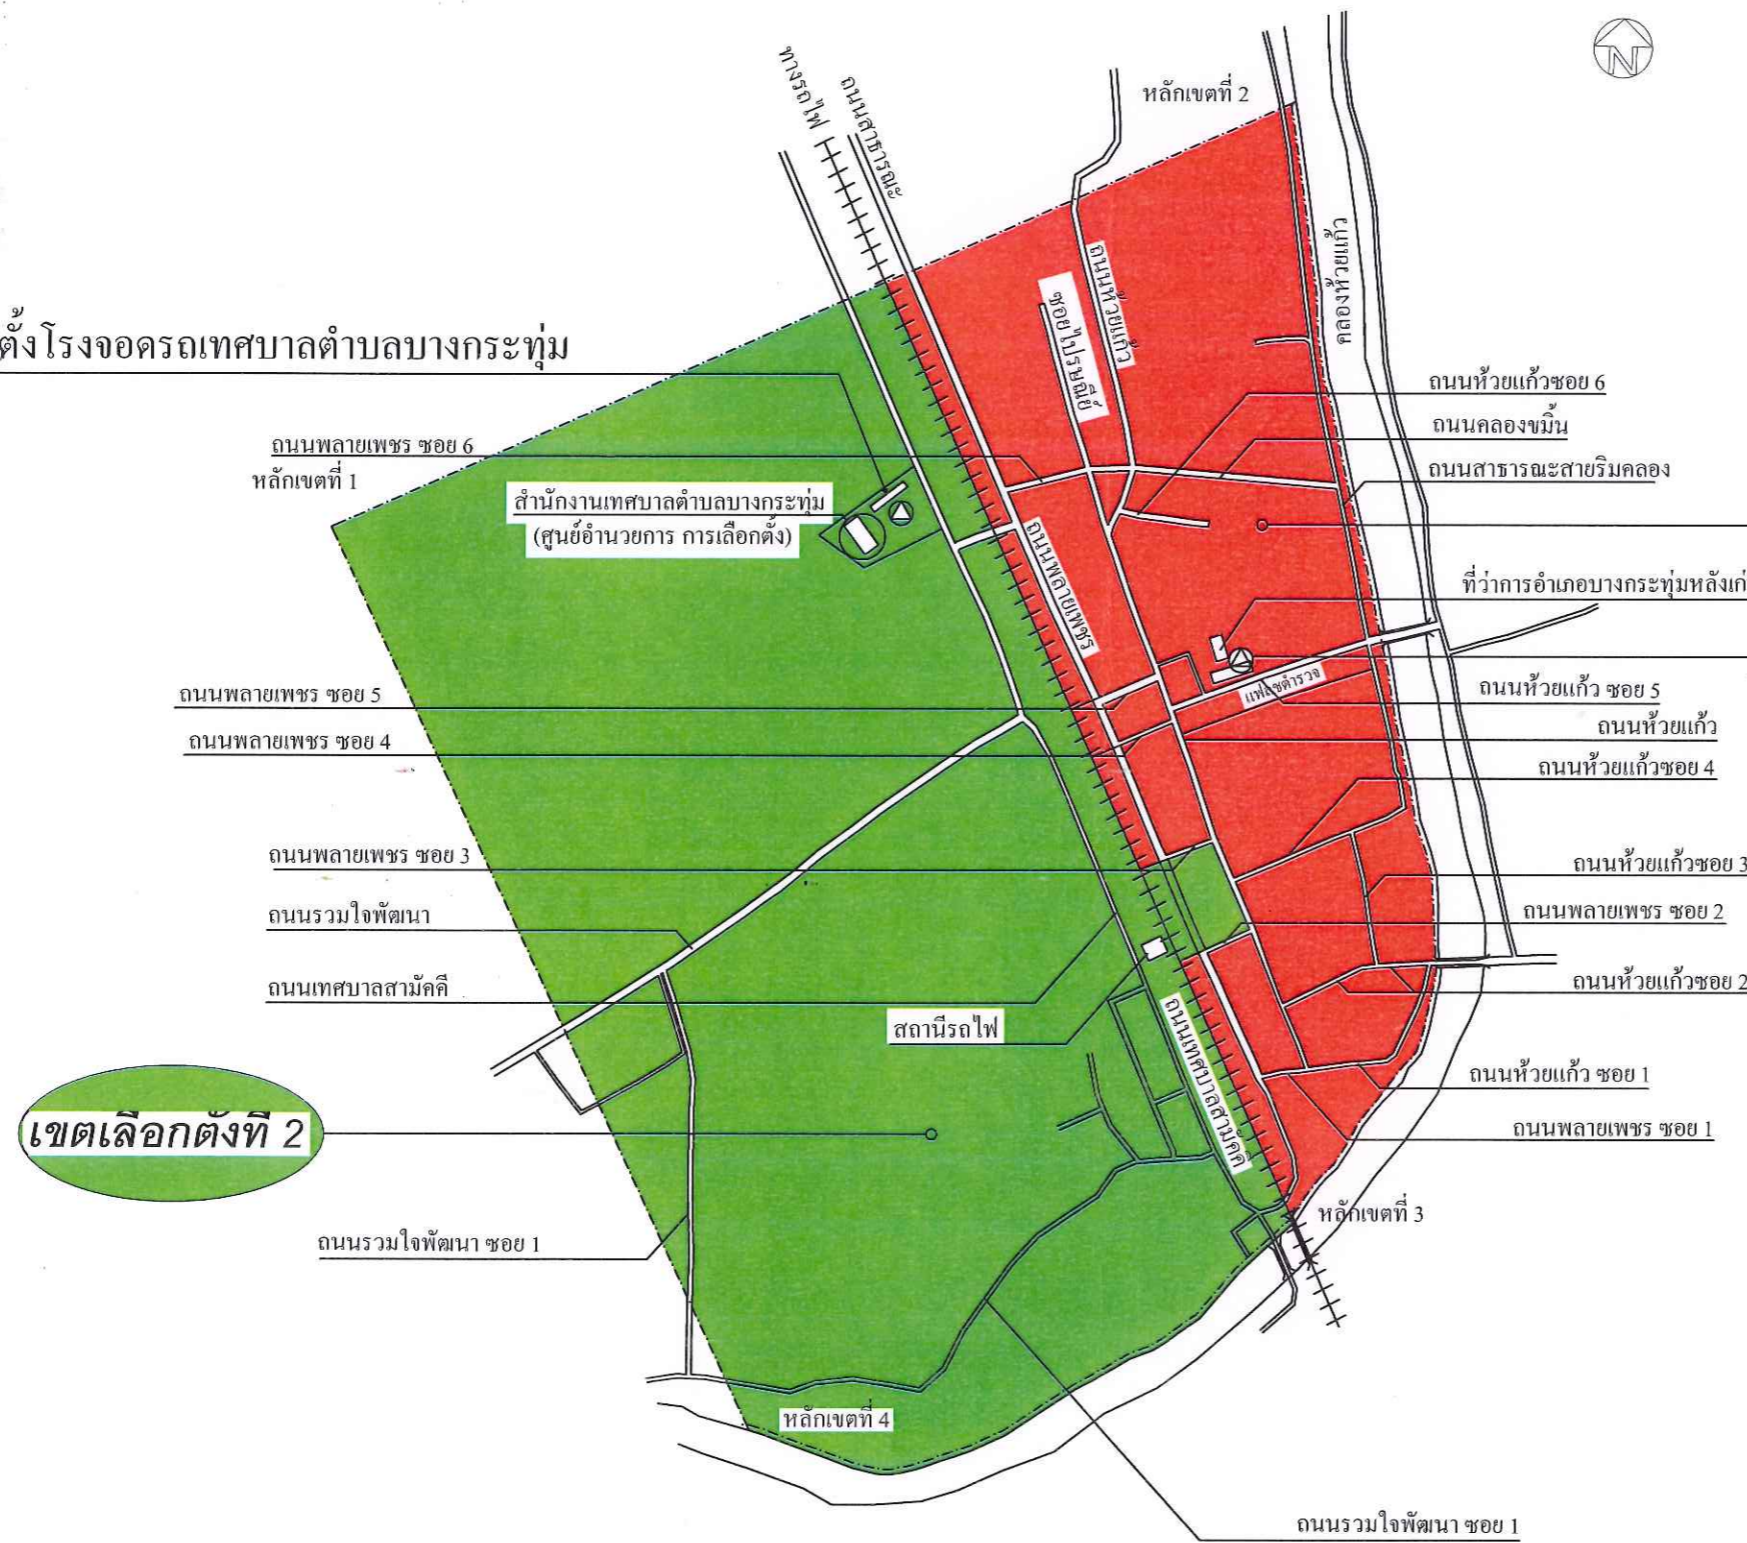 N
หลักเขตที่ 2
ทางรถไฟ
ถนนสาธารณะ
ตั้งโรงจอดรถเทศบาลตำบลบางกระทุ่ม
คลองห้วยแก้ว
ถนนห้วยแก้ว
ซอยไปรษณีย์
ถนนห้วยแก้วซอย 6
ถนนคลองขมิ้น
ถนนพลายเพชร ซอย 6
หลักเขตที่ 1
ถนนสาธารณะสายริมคลอง
สำนักงานเทศบาลตำบลบางกระทุ่ม
(ศูนย์อำนวยการ การเลือกตั้ง)
ถนนพลายเพชร
ที่ว่าการอำเภอบางกระทุ่มหลังเก่
แฟลตตำรวจ
ถนนพลายเพชร ซอย 5
ถนนห้วยแก้ว ซอย 5
ถนนห้วยแก้ว
ถนนพลายเพชร ซอย 4
ถนนห้วยแก้วซอย 4
ถนนพลายเพชร ซอย 3
ถนนห้วยแก้วซอย 3
ถนนรวมใจพัฒนา
ถนนพลายเพชร ซอย 2
ถนนเทศบาลสามัคคี
ถนนห้วยแก้วซอย 2
สถานีรถไฟ
ถนนเทศบาลสามัคคี
ถนนห้วยแก้ว ซอย 1
เขตเลือกตั้งที่ 2
ถนนพลายเพชร ซอย 1
หลักเขตที่ 3
ถนนรวมใจพัฒนา ซอย 1
หลักเขตที่ 4
ถนนรวมใจพัฒนา ซอย 1